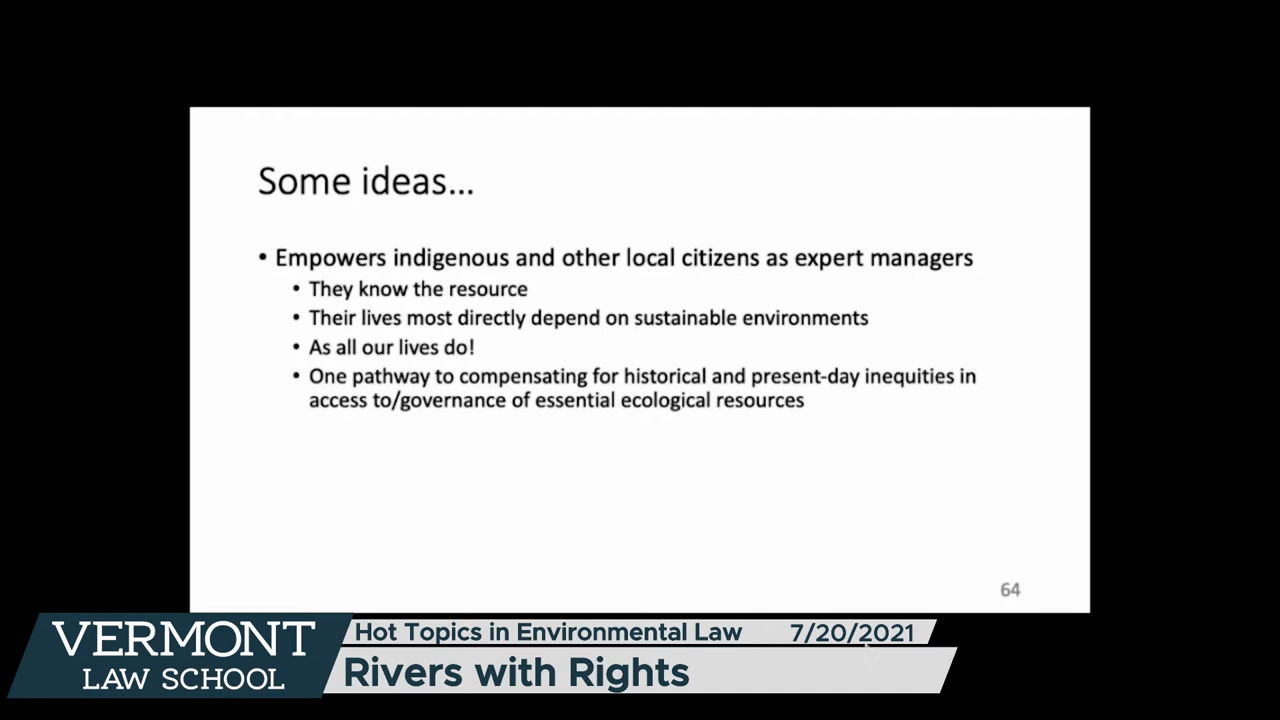 Some ideas...
• Empowers indigenous and other local citizens as expert managers
• They know the resource
• Their lives most directly depend on sustainable environments
• As all our lives do!
• One pathway to compensating for historical and present-day inequities in
access to/governance of essential ecological resources
64
VERMONT
LAW SCHOOL
Hot Topics in Environmental Law 7/20/2021
Rivers with Rights